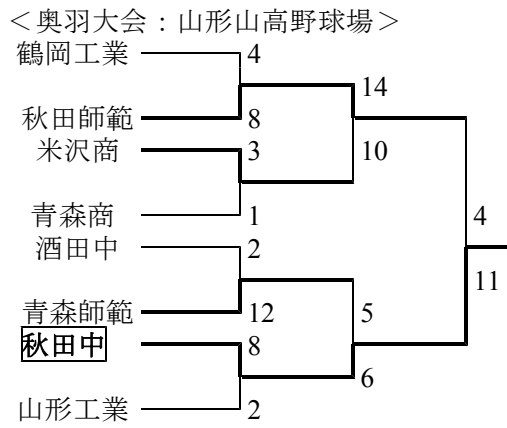 ＜奥羽大会：山形山高野球場＞
鶴岡工業 4
14
秋田師範 8
米沢商 3
10
青森商 1
4
酒田中 2
11
青森師範 12
5
秋田中 8
6
山形工業 2